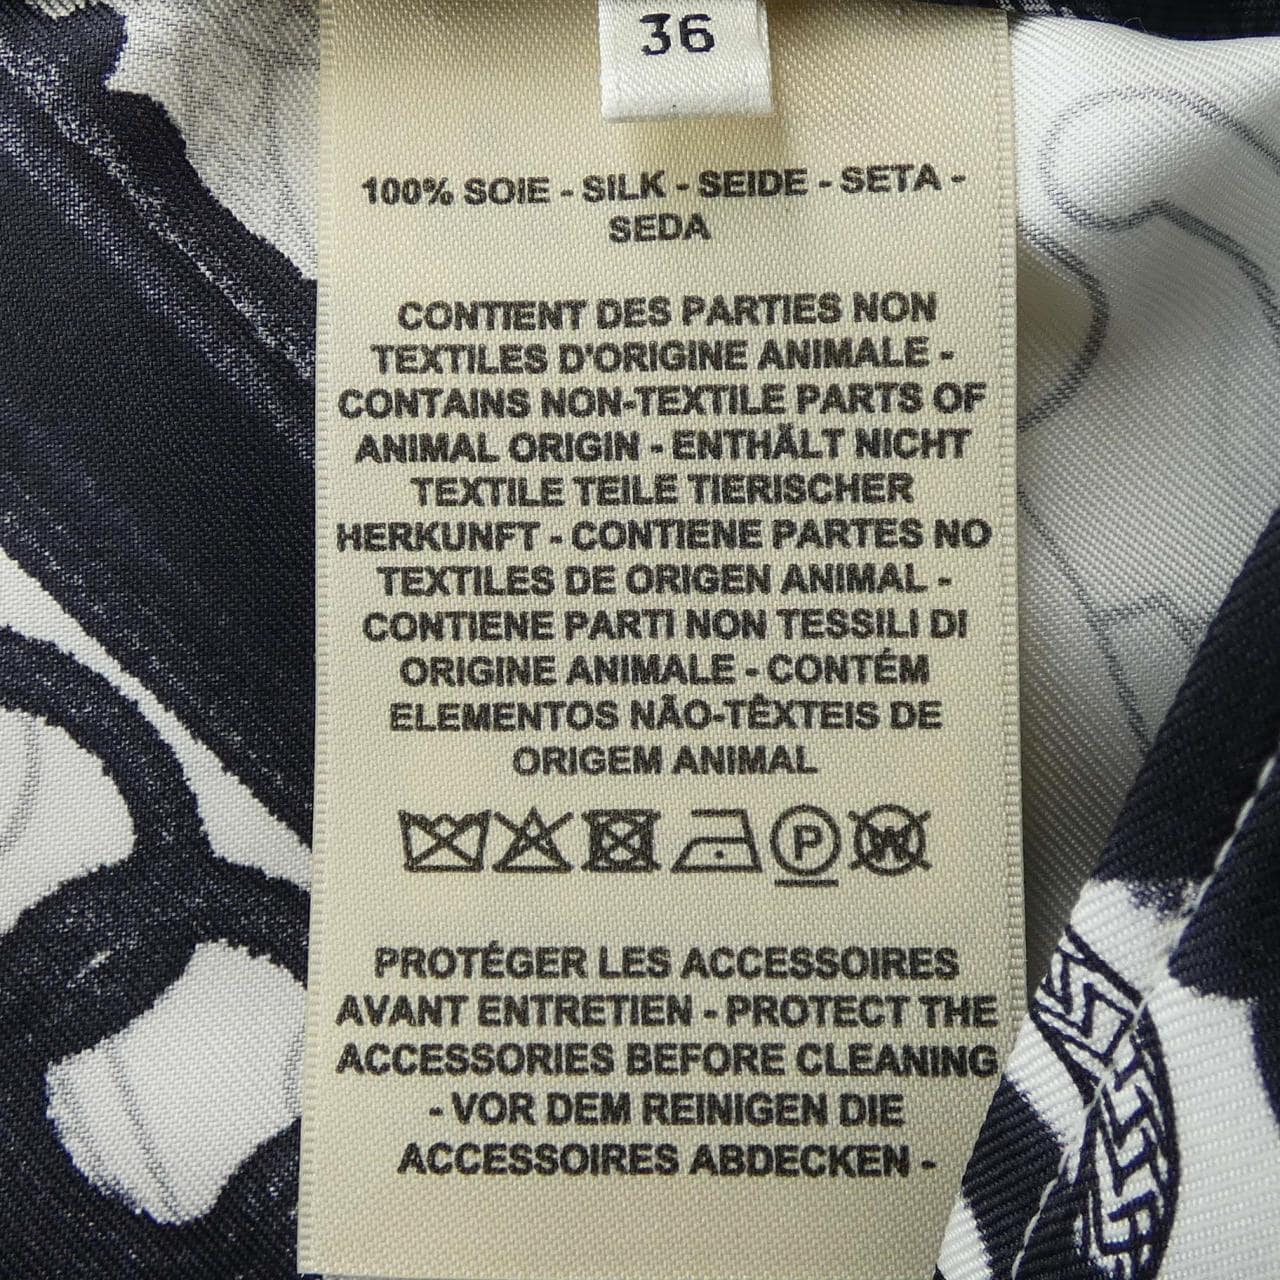 36
100% SOIE - SILK - SEIDE - SETA -
SEDA
CONTIENT DES PARTIES NON
TEXTILES D'ORIGINE ANIMALE -
CONTAINS NON-TEXTILE PARTS OF
ANIMAL ORIGIN - ENTHÄLT NICHT
TEXTILE TEILE TIERISCHER
HERKUNFT - CONTIENE PARTES NO
TEXTILES DE ORIGEN ANIMAL -
CONTIENE PARTI NON TESSILI DI
ORIGINE ANIMALE - CONTÉM
ELEMENTOS NÃO-TÊXTEIS DE
ORIGEM ANIMAL
P W
PROTÉGER LES ACCESSOIRES
AVANT ENTRETIEN - PROTECT THE
ACCESSORIES BEFORE CLEANING
- VOR DEM REINIGEN DIE
ACCESSOIRES ABDECKEN -